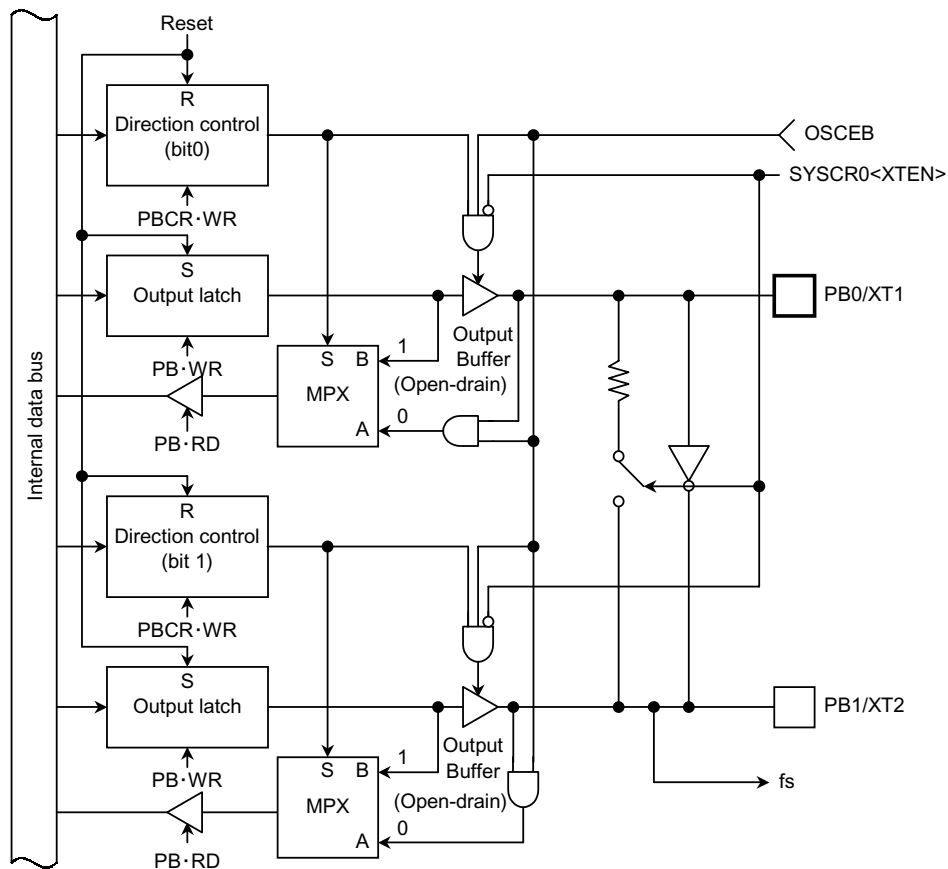 Reset
R
Direction control
(bit0)
OSCEB
SYSCR0<XTEN>
PBCR·WR
S
Output latch
PB0/XT1
Output
Buffer
(Open-drain)
PB·WR
S B 1
MPX
A 0
PB·RD
Internal data bus
R
Direction control
(bit 1)
PBCR·WR
S
Output latch
PB1/XT2
Output
Buffer
(Open-drain)
PB·WR
S B 1
MPX
A 0
fs
PB·RD